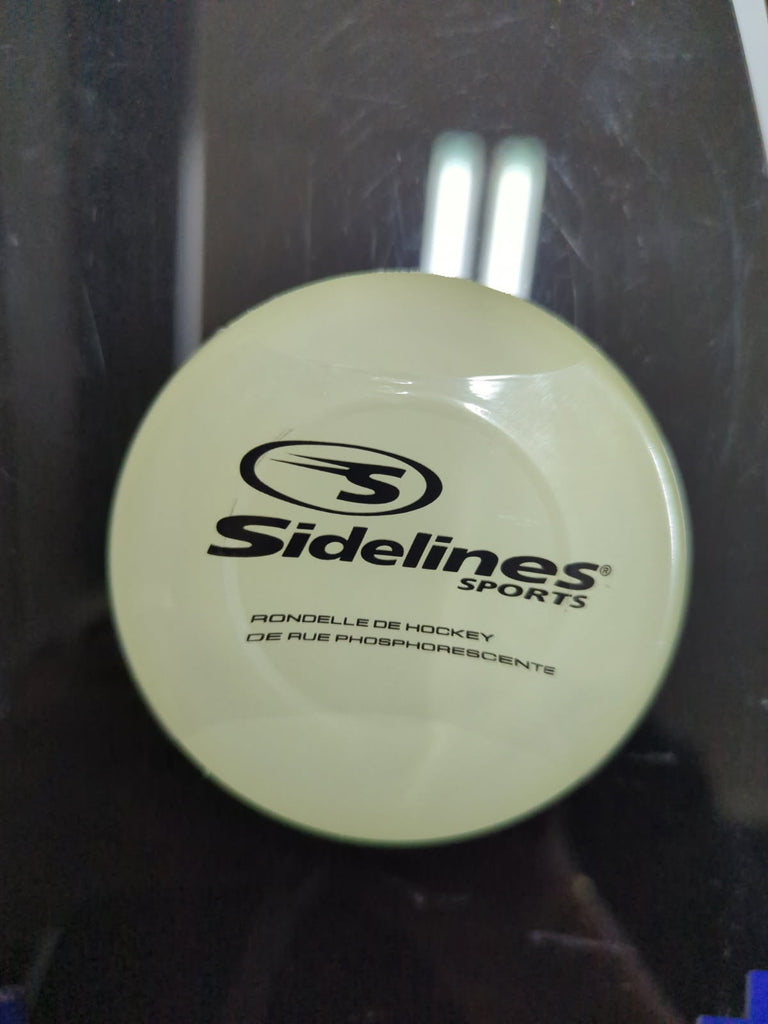 S
Sidelines®
SPORTS
RONDELLE DE HOCKEY
DE RUE PHOSPHORESCENTE